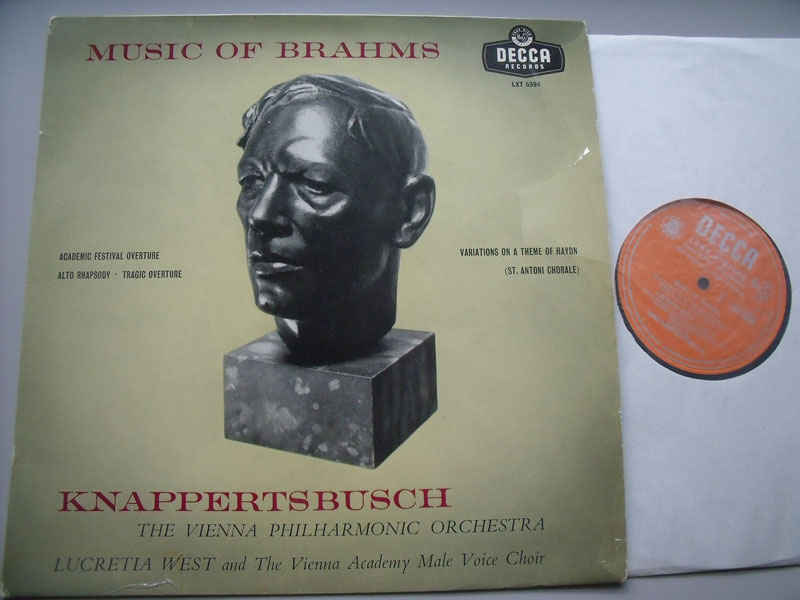 MUSIC OF BRAHMS
DECCA
RECORDS
LXT 5394
ACADEMIC FESTIVAL OVERTURE
ALTO RHAPSODY · TRAGIC OVERTURE
VARIATIONS ON A THEME OF HAYDN
(ST. ANTONI CHORALE)
KNAPPERTSBUSCH
THE VIENNA PHILHARMONIC ORCHESTRA
LUCRETIA WEST and The Vienna Academy Male Voice Choir
DECCA